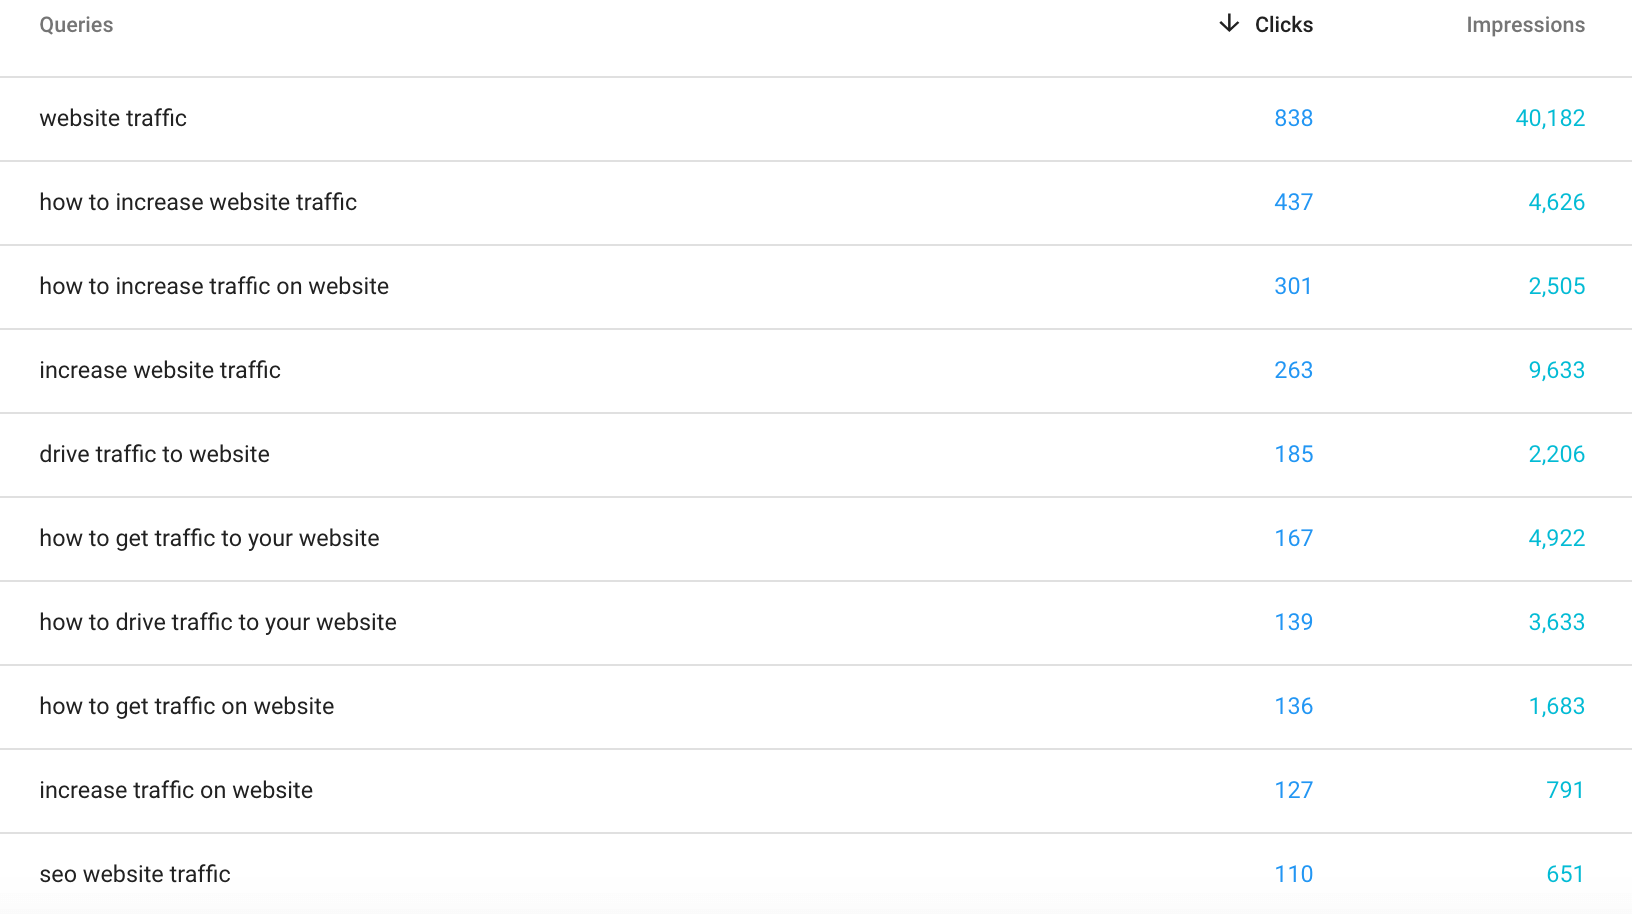 Queries Clicks Impressions
website traffic 838 40,182
how to increase website traffic 437 4,626
how to increase traffic on website 301 2,505
increase website traffic 263 9,633
drive traffic to website 185 2,206
how to get traffic to your website 167 4,922
how to drive traffic to your website 139 3,633
how to get traffic on website 136 1,683
increase traffic on website 127 791
seo website traffic 110 651